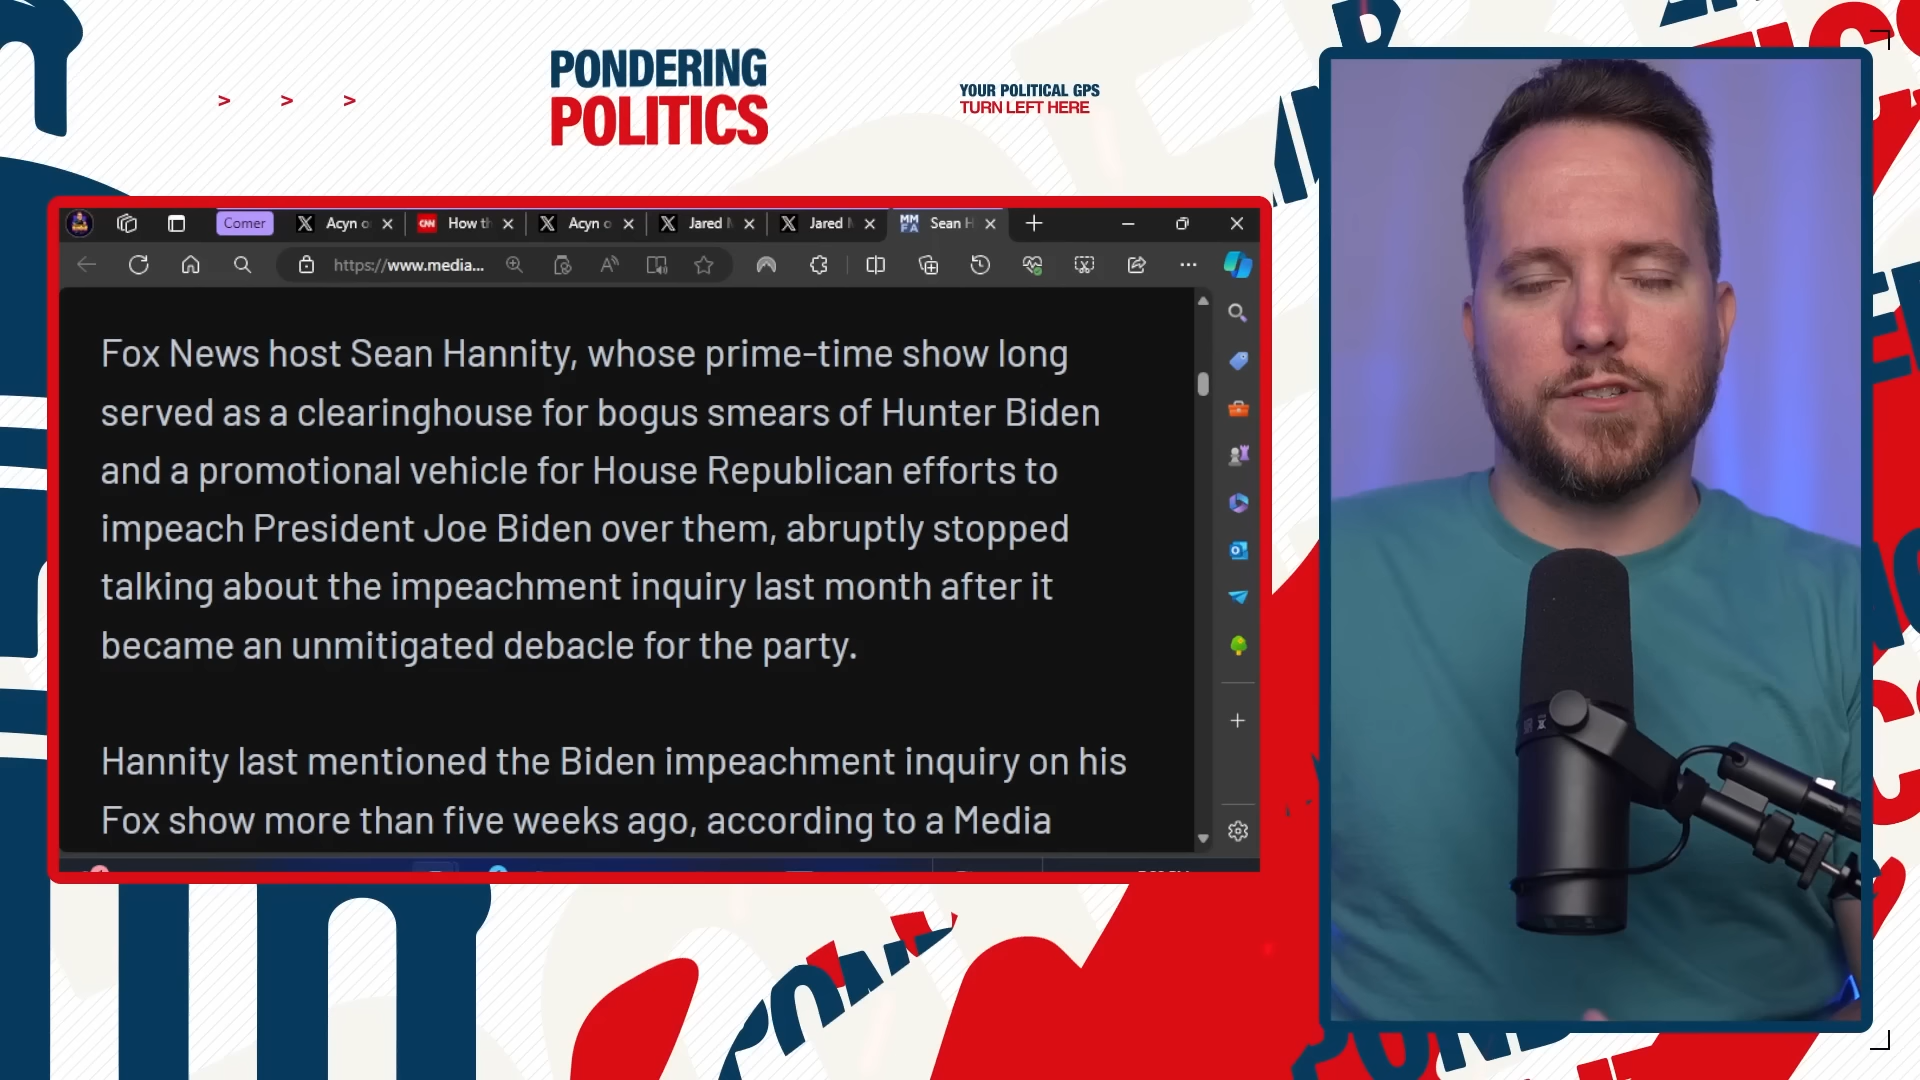 PONDERING
POLITICS
YOUR POLITICAL GPS
TURN LEFT HERE
Comer
Acyn o
How th
Acyn o
Jared
Jared
Sean H
https://www.media...
Fox News host Sean Hannity, whose prime-time show long
served as a clearinghouse for bogus smears of Hunter Biden
and a promotional vehicle for House Republican efforts to
impeach President Joe Biden over them, abruptly stopped
talking about the impeachment inquiry last month after it
became an unmitigated debacle for the party.
Hannity last mentioned the Biden impeachment inquiry on his
Fox show more than five weeks ago, according to a Media